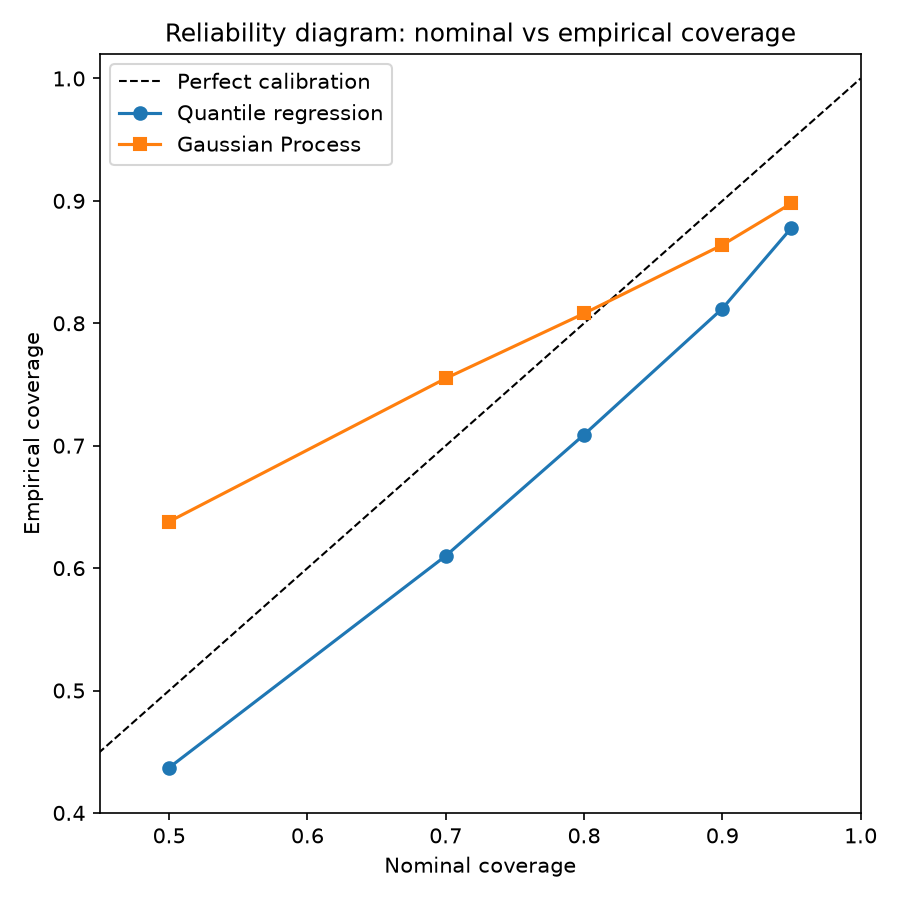 Reliability diagram: nominal vs empirical coverage
Perfect calibration
Quantile regression
Gaussian Process
1.0
0.9
0.8
0.7
0.6
0.5
0.4
Empirical coverage
0.5 0.6 0.7 0.8 0.9 1.0
Nominal coverage